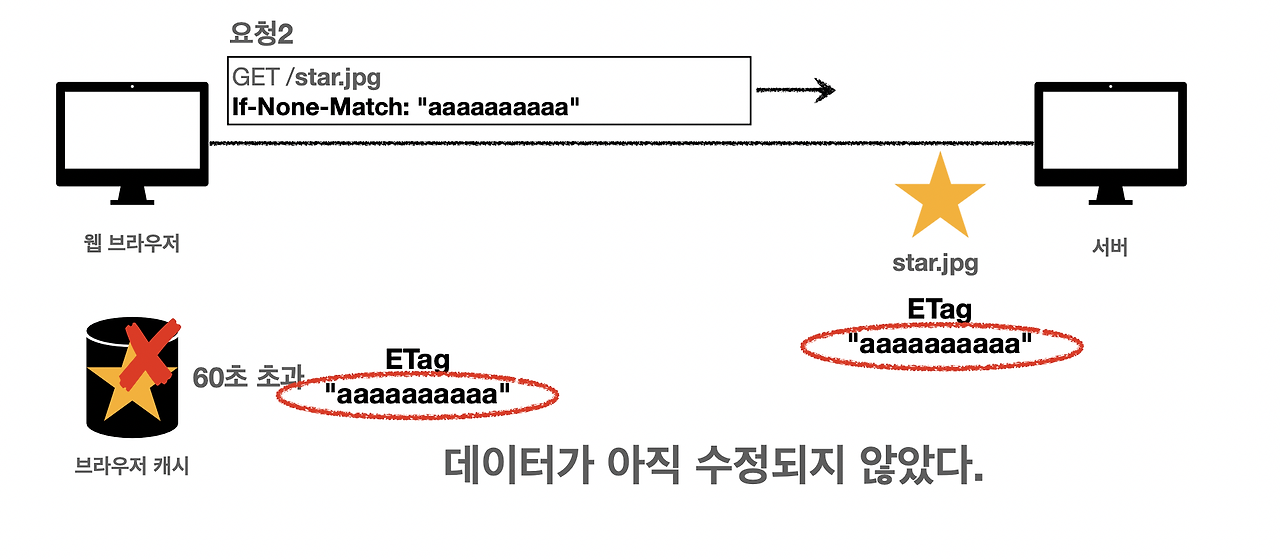 요청2
GET /star.jpg
If-None-Match: "aaaaaaaaaa"
웹 브라우저
star.jpg
서버
ETag
"aaaaaaaaaa"
60초 초과
ETag
"aaaaaaaaaa"
브라우저 캐시
데이터가 아직 수정되지 않았다.